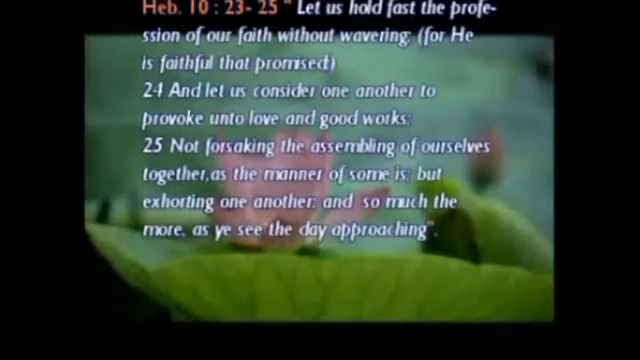 Heb. 10 : 23- 25 " Let us hold fast the profe-
ssion of our faith without wavering; (for He
is faithful that promised:)
24 And let us consider one another to
provoke unto love and good works:
25 Not forsaking the assembling of ourselves
together,as the manner of some is; but
exhorting one another: and so much the
more, as ye see the day approaching".